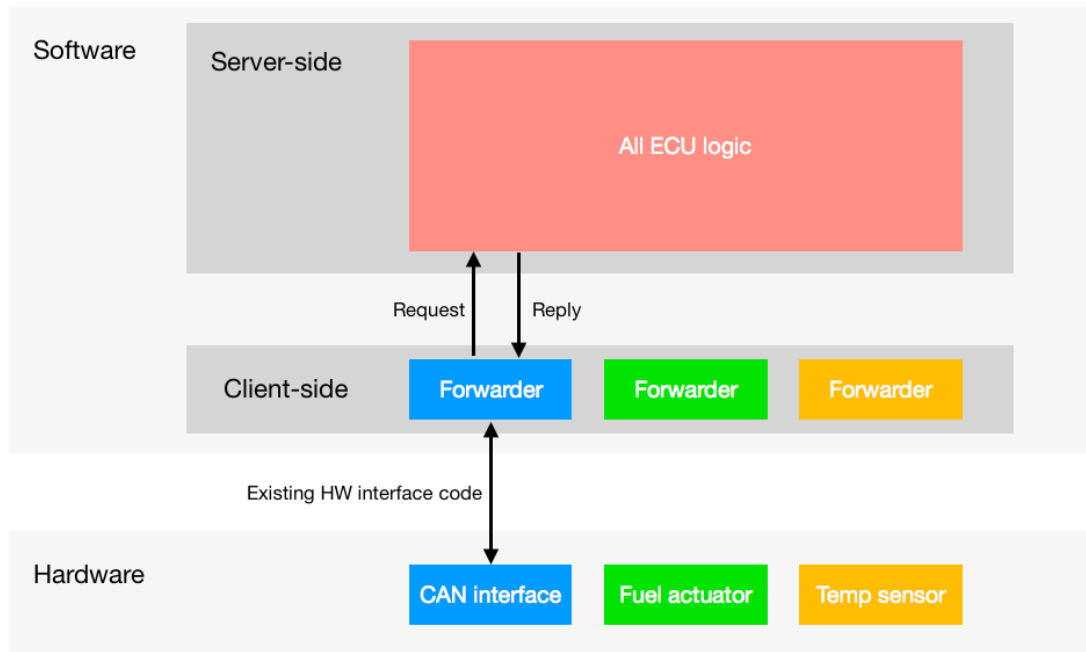 Software
Server-side
All ECU logic
Request
Reply
Client-side
Forwarder
Forwarder
Forwarder
Existing HW interface code
Hardware
CAN interface
Fuel actuator
Temp sensor